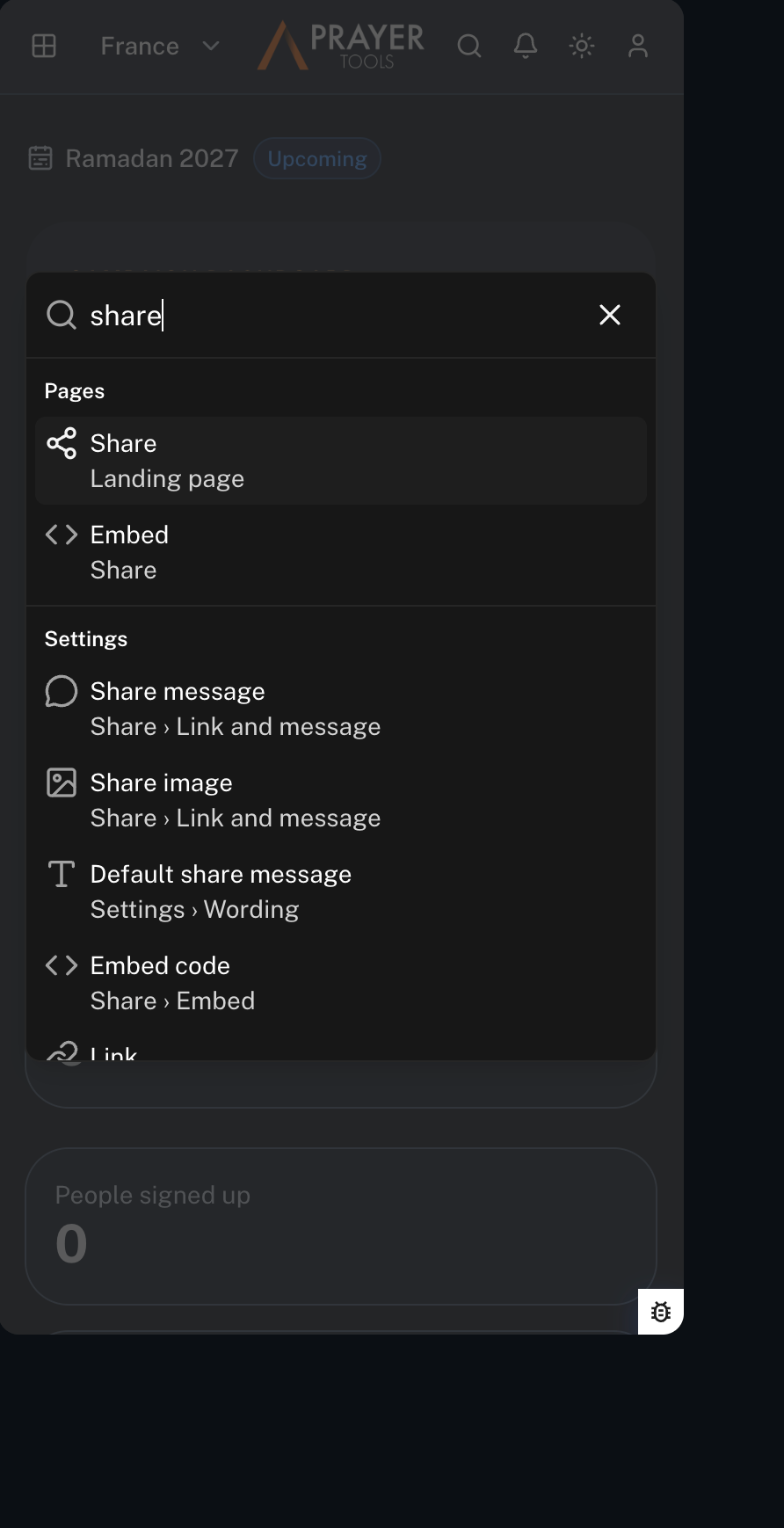 France
PRAYER
TOOLS
Ramadan 2027
Upcoming
share
Pages
Share
Landing page
Embed
Share
Settings
Share message
Share › Link and message
Share image
Share › Link and message
Default share message
Settings › Wording
Embed code
Share › Embed
Link
People signed up
0